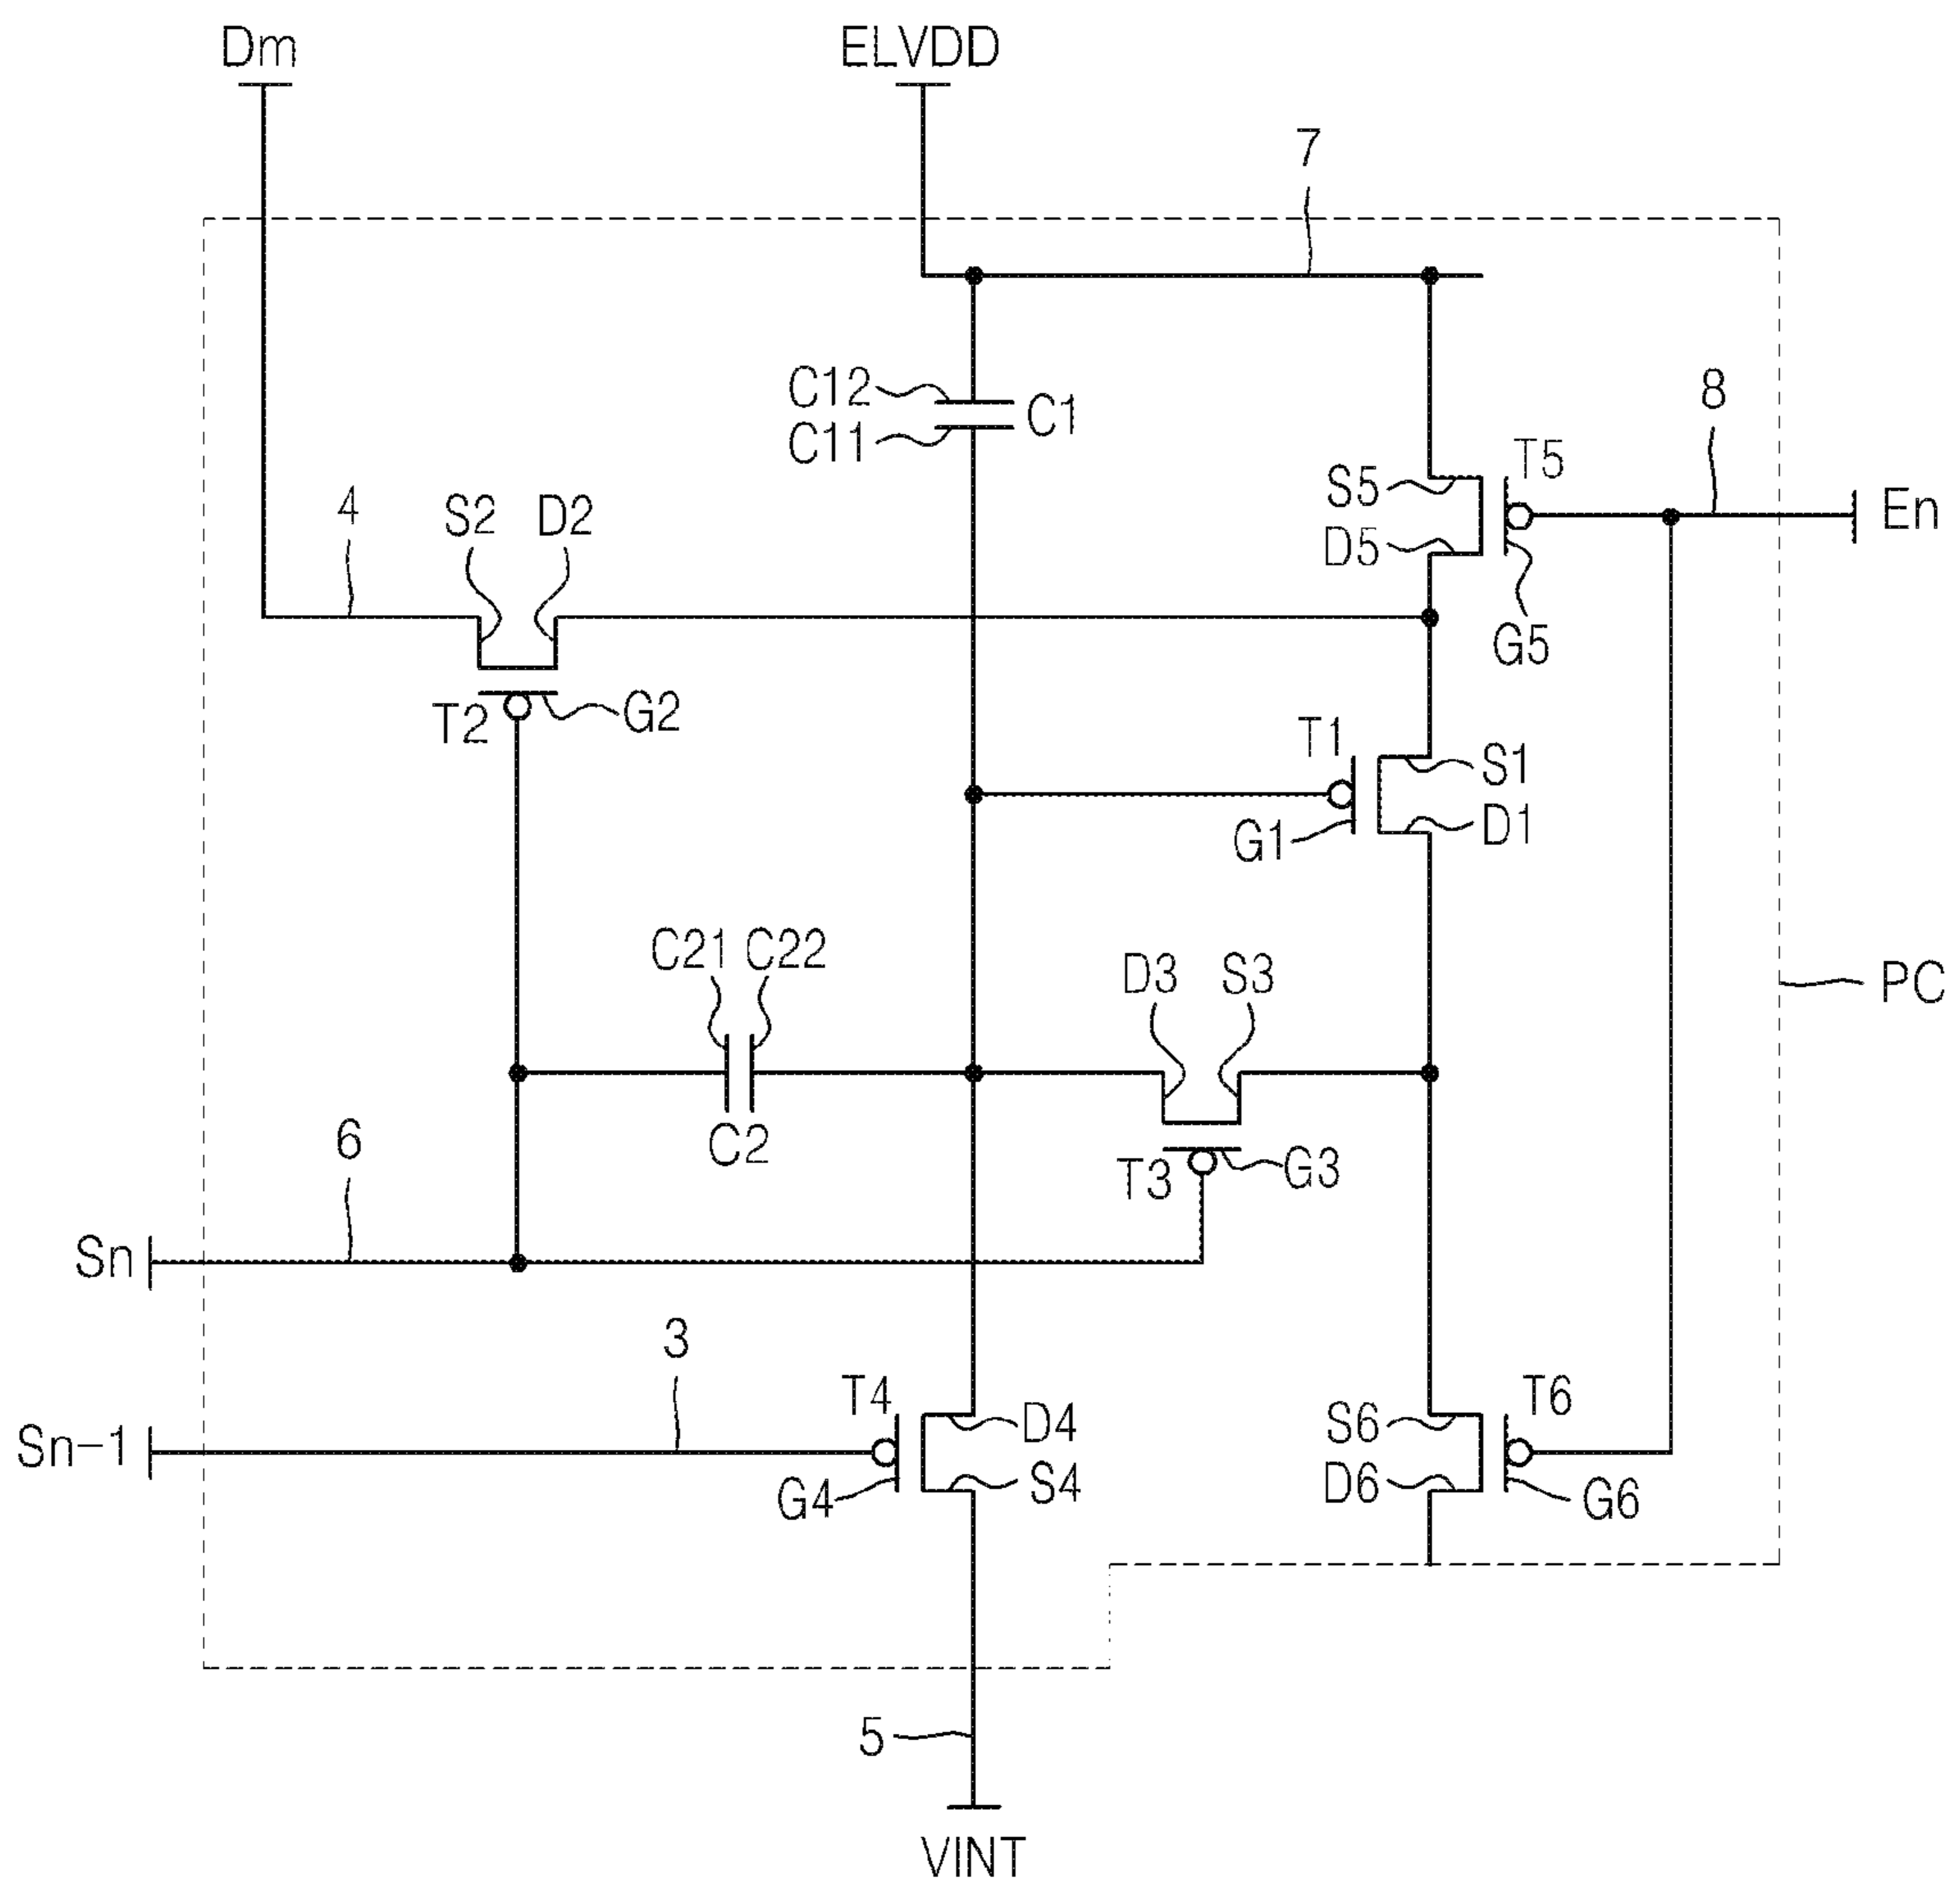 Dm
ELVDD
7
C12
C11
C1
8
T5
S5
D5
En
4
S2
D2
G5
T2
G2
T1
S1
D1
G1
C21
C22
C2
D3
S3
PC
6
T3
G3
Sn
3
T4
D4
S4
G4
Sn-1
S6
D6
T6
G6
5
VINT